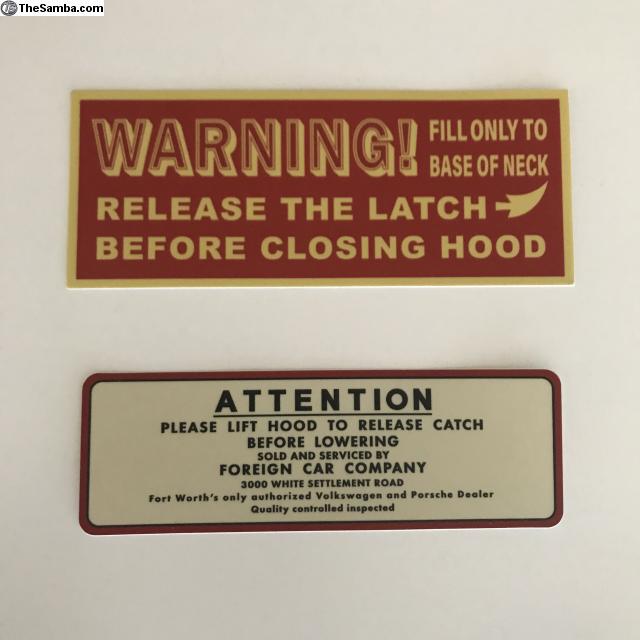 TheSamba.com
WARNING! FILL ONLY TO
BASE OF NECK
RELEASE THE LATCH
BEFORE CLOSING HOOD
ATTENTION
PLEASE LIFT HOOD TO RELEASE CATCH
BEFORE LOWERING
SOLD AND SERVICED BY
FOREIGN CAR COMPANY
3000 WHITE SETTLEMENT ROAD
Fort Worth's only authorized Volkswagen and Porsche Dealer
Quality controlled inspected